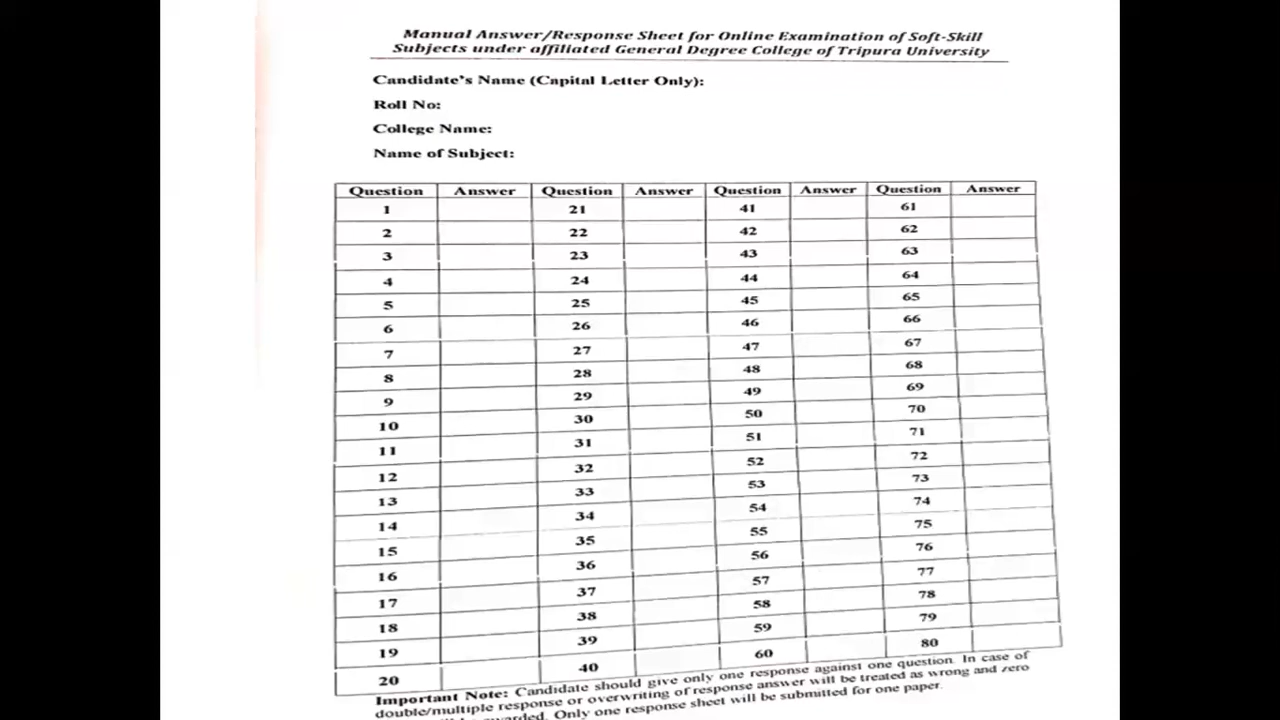 Manual Answer/Response Sheet for Online Examination of Soft-Skill
Subjects under affiliated General Degree College of Tripura University
Candidate's Name (Capital Letter Only):
Roll No:
College Name:
Name of Subject:
Question Answer Question Answer Question Answer Question Answer
1 21 41 61
2 22 42 62
3 23 43 63
4 24 44 64
5 25 45 65
6 26 46 66
7 27 47 67
8 28 48 68
9 29 49 69
10 30 50 70
11 31 51 71
12 32 52 72
13 33 53 73
14 34 54 74
15 35 55 75
16 36 56 76
17 37 57 77
18 38 58 78
19 39 59 79
20 40 60 80
Important Note: Candidate should give only one response against one question. In case of
double/multiple response or overwriting of response answer will be treated as wrong and zero
awarded. Only one response sheet will be submitted for one paper.